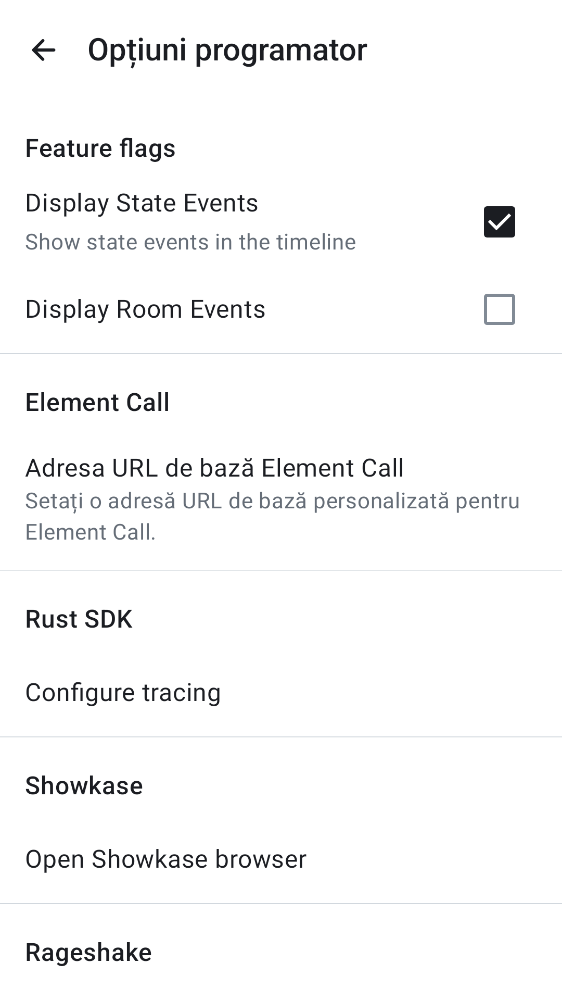 Opțiuni programator
Feature flags
Display State Events
Show state events in the timeline
Display Room Events
Element Call
Adresa URL de bază Element Call
Setați o adresă URL de bază personalizată pentru
Element Call.
Rust SDK
Configure tracing
Showkase
Open Showkase browser
Rageshake